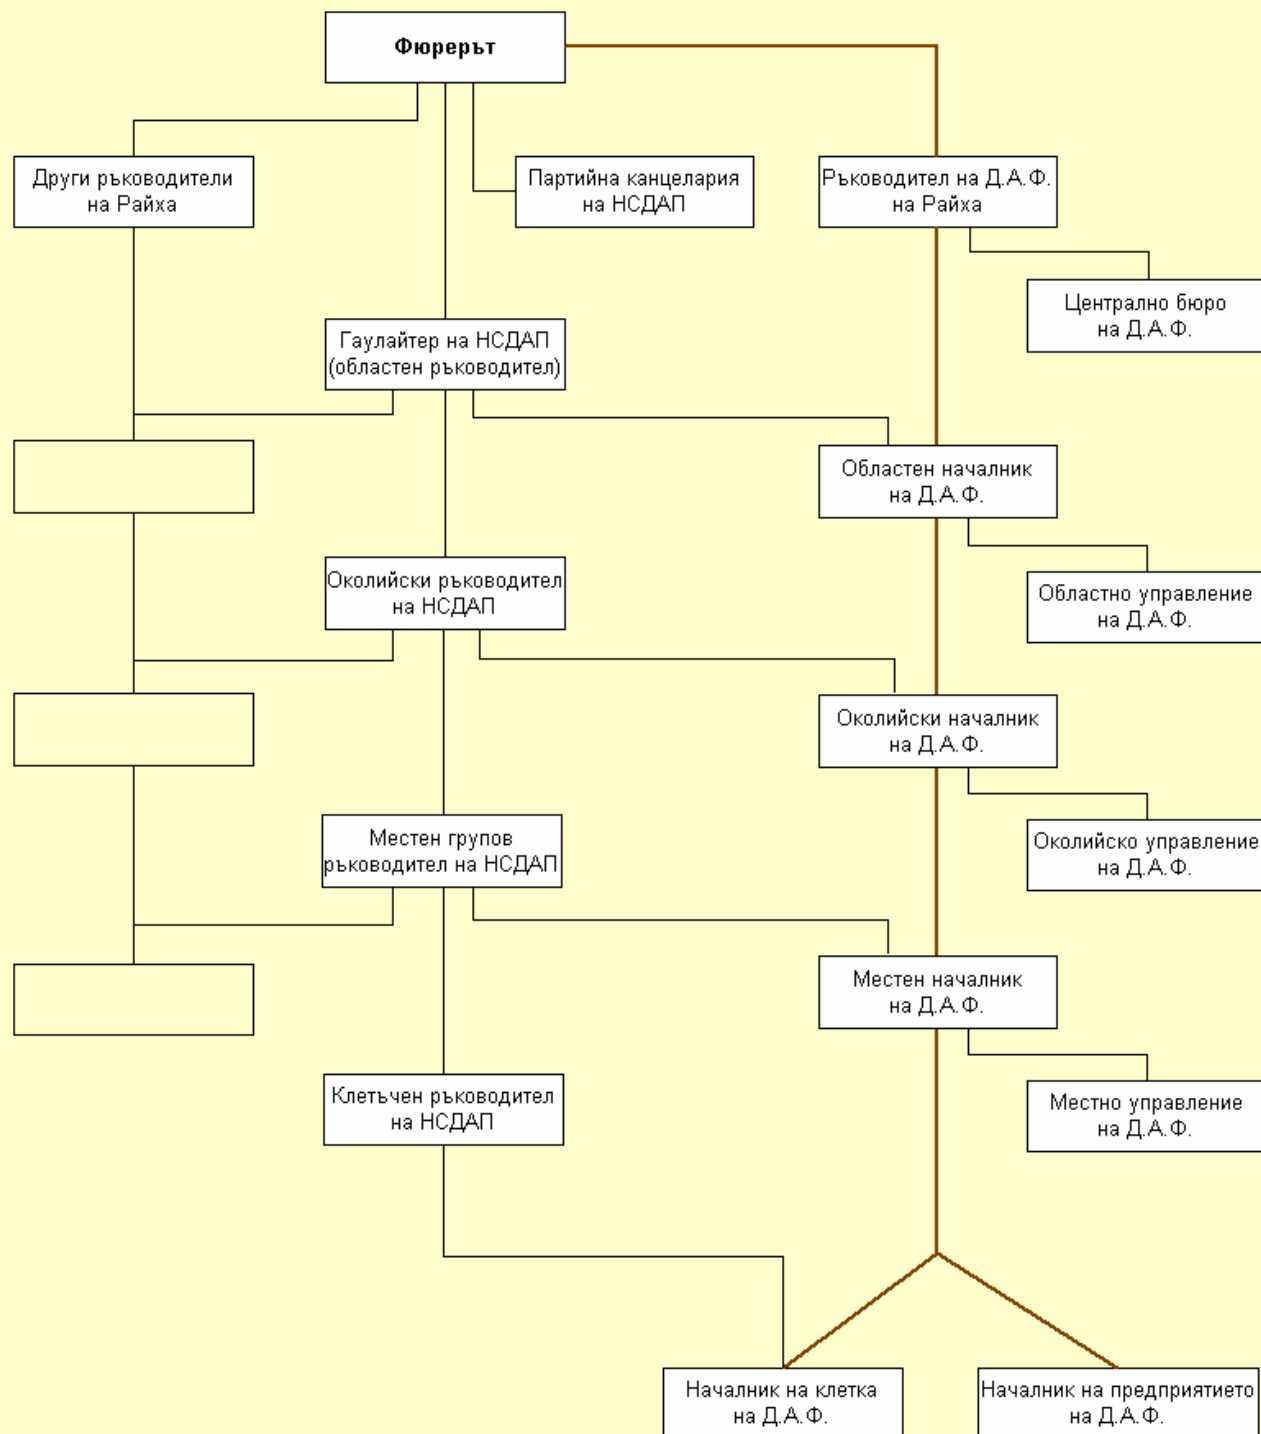 Фюрерът
Други ръководители
на Райха
Партийна канцелария
на НСДАП
Ръководител на Д.А.Ф.
на Райха
Централно бюро
на Д.А.Ф.
Гаулайтер на НСДАП
(областен ръководител)
Областен началник
на Д.А.Ф.
Околийски ръководител
на НСДАП
Областно управление
на Д.А.Ф.
Околийски началник
на Д.А.Ф.
Местен групов
ръководител на НСДАП
Околийско управление
на Д.А.Ф.
Местен началник
на Д.А.Ф.
Клетъчен ръководител
на НСДАП
Местно управление
на Д.А.Ф.
Началник на клетка
на Д.А.Ф.
Началник на предприятието
на Д.А.Ф.